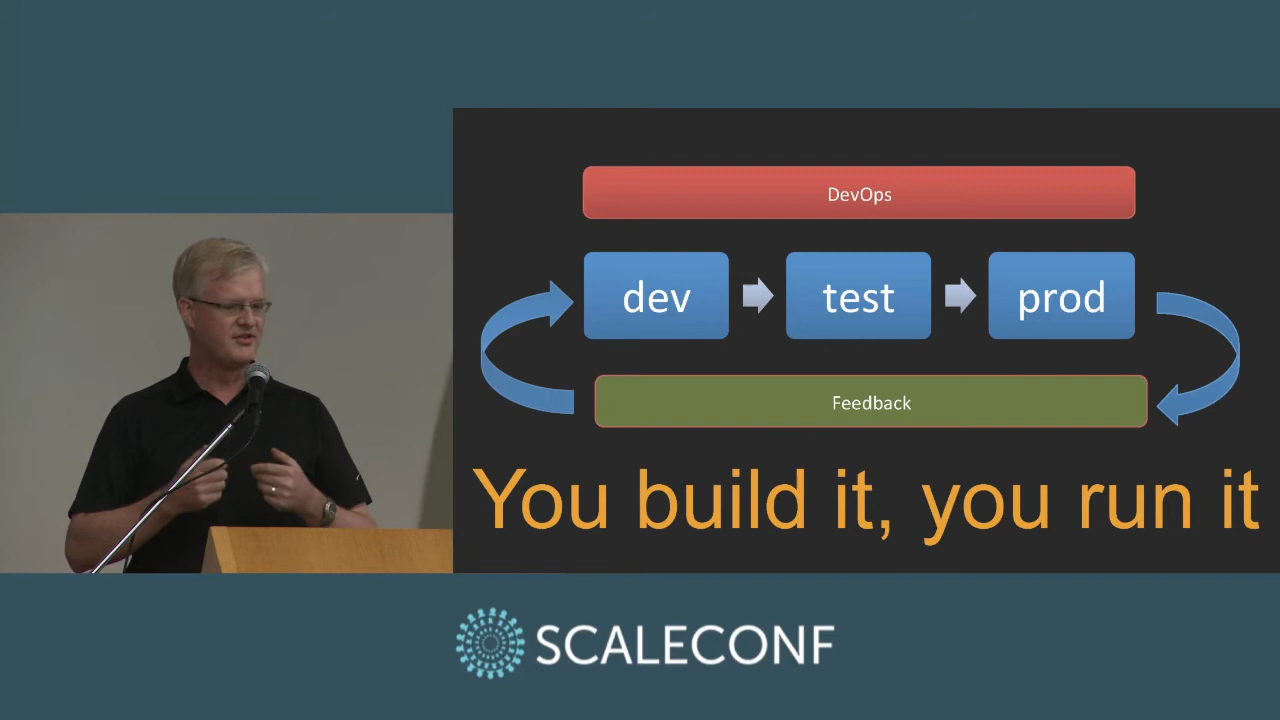 DevOps
dev test prod
Feedback
You build it, you run it
SCALECONF